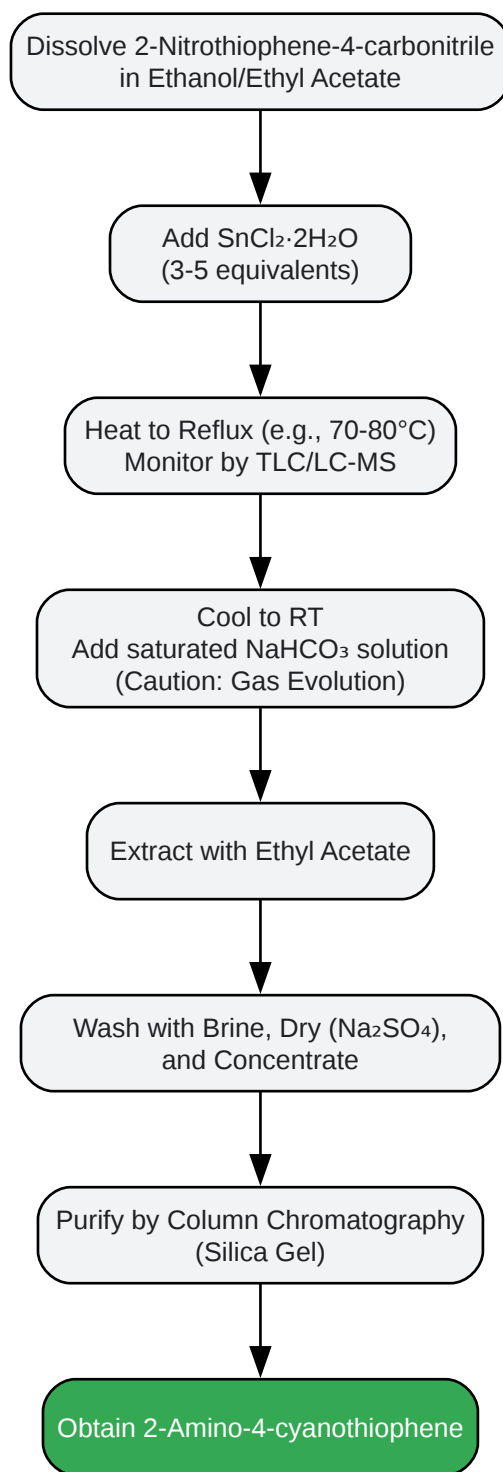 Dissolve 2-Nitrothiophene-4-carbonitrile
in Ethanol/Ethyl Acetate
Add SnCl₂·2H₂O
(3-5 equivalents)
Heat to Reflux (e.g., 70-80°C)
Monitor by TLC/LC-MS
Cool to RT
Add saturated NaHCO₃ solution
(Caution: Gas Evolution)
Extract with Ethyl Acetate
Wash with Brine, Dry (Na₂SO₄),
and Concentrate
Purify by Column Chromatography
(Silica Gel)
Obtain 2-Amino-4-cyanothiophene